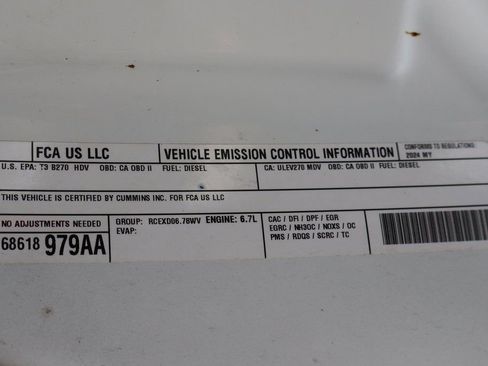 FCA US LLC VEHICLE EMISSION CONTROL INFORMATION CONFORMS TO REGULATIONS:
2024 MY
U.S. EPA: T3 B270 HDV OBD: CA OBD II FUEL: DIESEL CA: ULEV270 MDV OBD: CA OBD II FUEL: DIESEL
THIS VEHICLE IS CERTIFIED BY CUMMINS INC. FOR FCA US LLC
NO ADJUSTMENTS NEEDED GROUP: RCEXD06.78WV ENGINE: 6.7L CAC / DFI / DPF / EGR
EVAP: EGRC / NH3OC / NOXS / OC
68618 979AA PMS / RDQS / SCRC / TC